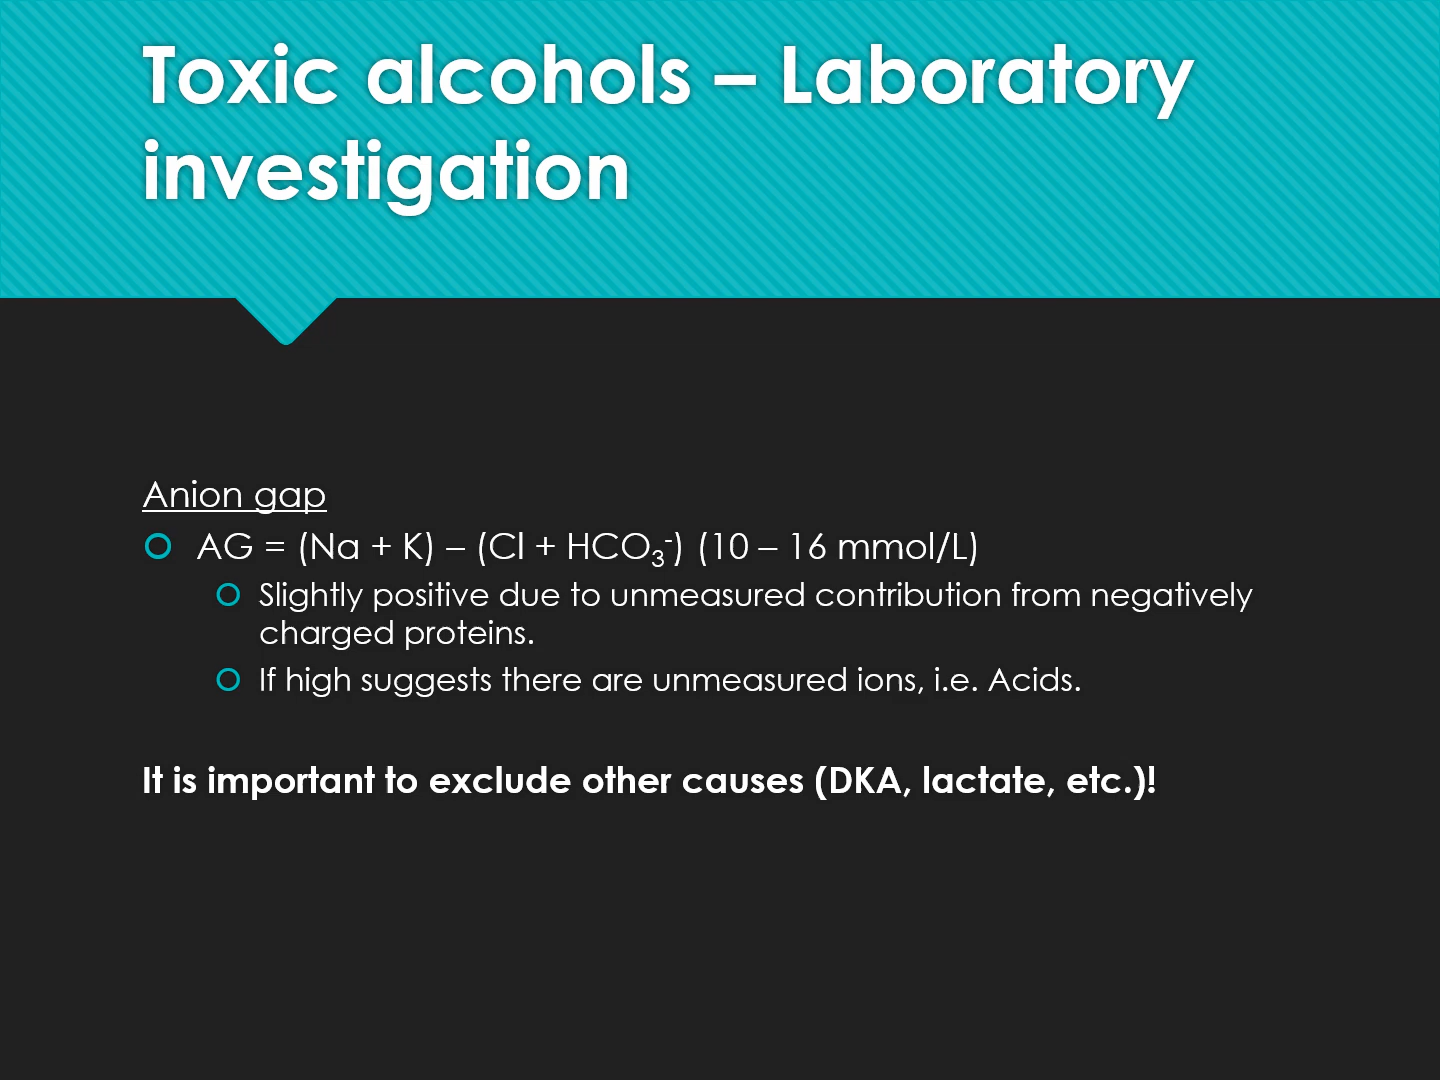 Toxic alcohols – Laboratory
investigation
Anion gap
AG = (Na + K) – (Cl + HCO₃⁻) (10 – 16 mmol/L)
Slightly positive due to unmeasured contribution from negatively
charged proteins.
If high suggests there are unmeasured ions, i.e. Acids.
It is important to exclude other causes (DKA, lactate, etc.)!